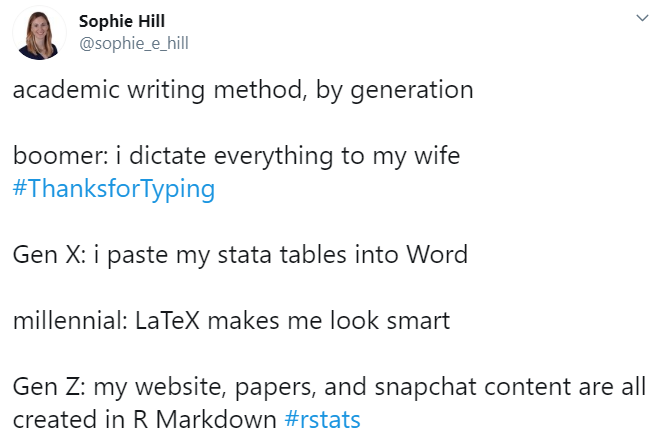 Sophie Hill
@sophie_e_hill
academic writing method, by generation
boomer: i dictate everything to my wife
#ThanksforTyping
Gen X: i paste my stata tables into Word
millennial: LaTeX makes me look smart
Gen Z: my website, papers, and snapchat content are all
created in R Markdown #rstats